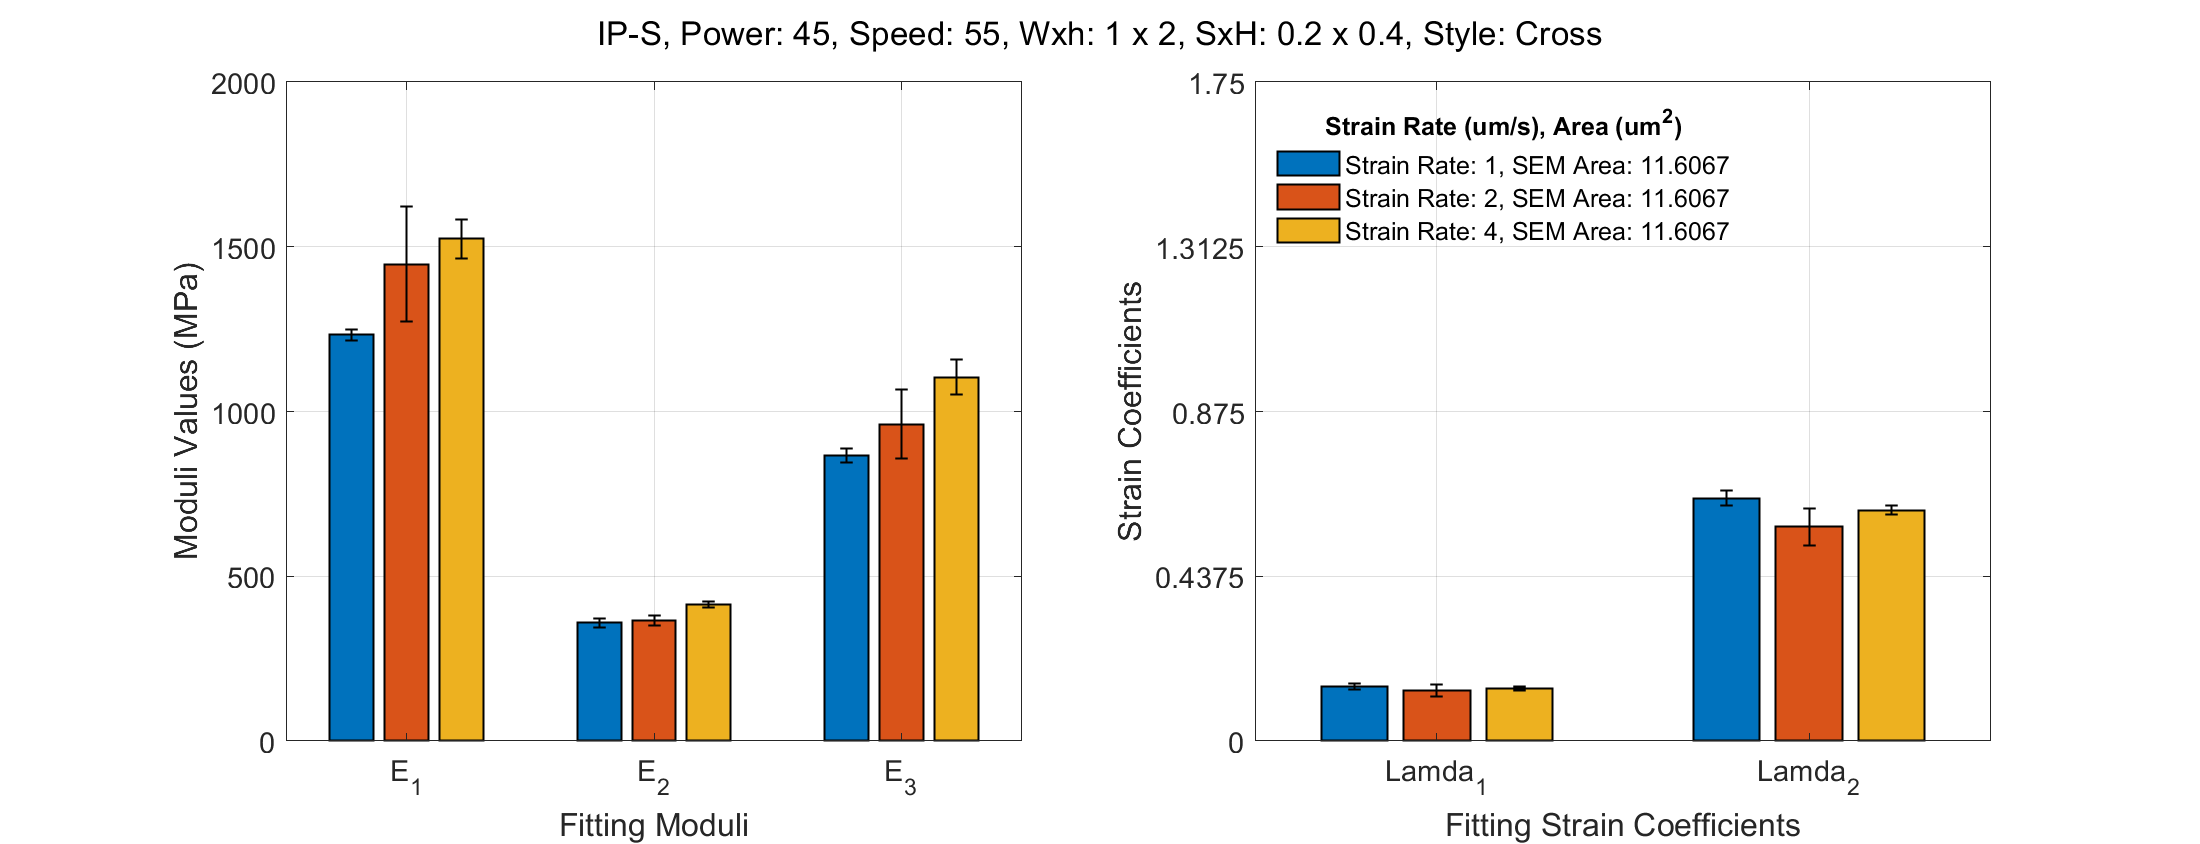 IP-S, Power: 45, Speed: 55, Wxh: 1 x 2, SxH: 0.2 x 0.4, Style: Cross
Moduli Values (MPa)
2000
1500
1000
500
0
E1
E2
E3
Fitting Moduli
Strain Coefficients
1.75
1.3125
0.875
0.4375
0
Strain Rate (um/s), Area (um2)
Strain Rate: 1, SEM Area: 11.6067
Strain Rate: 2, SEM Area: 11.6067
Strain Rate: 4, SEM Area: 11.6067
Lamda1
Lamda2
Fitting Strain Coefficients